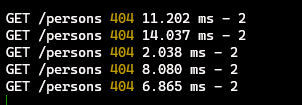 GET /persons 404 11.202 ms - 2
GET /persons 404 14.037 ms - 2
GET /persons 404 2.038 ms - 2
GET /persons 404 8.080 ms - 2
GET /persons 404 6.865 ms - 2